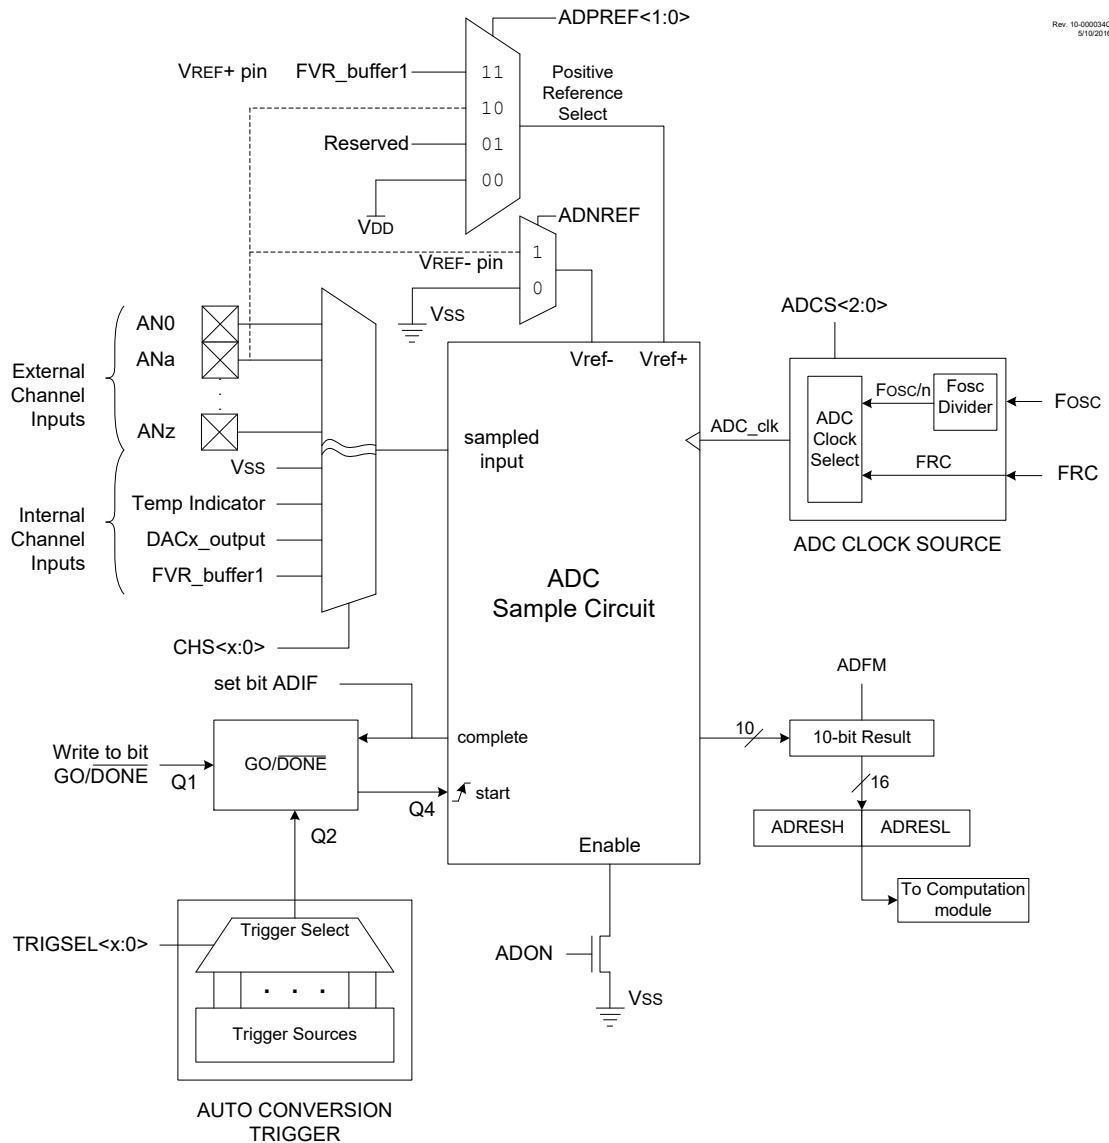 ADPREF<1:0>
Rev. 10-000034C
5/10/2016
VREF+ pin
FVR_buffer1
11
Positive
Reference
Select
10
Reserved
01
00
VDD
ADNREF
VREF- pin
1
0
VSS
ADCS<2:0>
External
Channel
Inputs
AN0
ANa
.
.
.
ANz
Vref-
Vref+
ADC
Clock
Select
FOSC/n
Fosc
Divider
FOSC
ADC_clk
FRC
FRC
ADC CLOCK SOURCE
sampled
input
Internal
Channel
Inputs
VSS
Temp Indicator
DACx_output
FVR_buffer1
ADC
Sample Circuit
CHS<x:0>
set bit ADIF
ADFM
Write to bit
GO/DONE
Q1
GO/DONE
complete
Q4
start
10
10-bit Result
16
Q2
ADRESH
ADRESL
Enable
To Computation
module
TRIGSEL<x:0>
Trigger Select
. . .
Trigger Sources
ADON
VSS
AUTO CONVERSION
TRIGGER